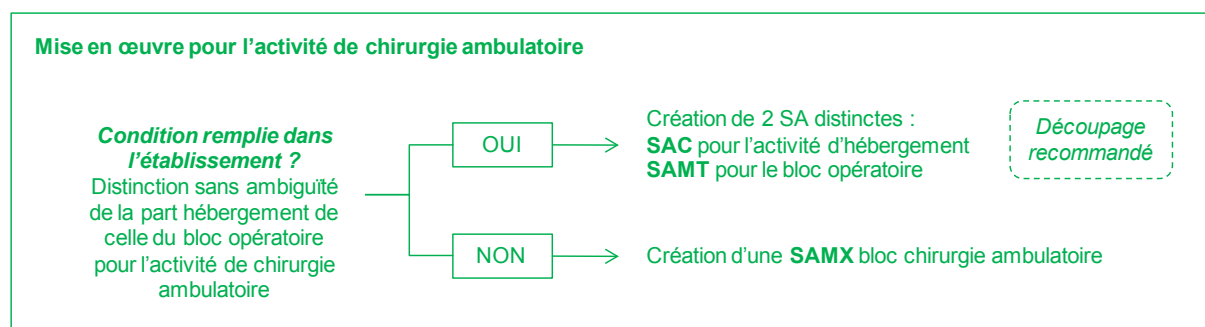 Mise en œuvre pour l'activité de chirurgie ambulatoire
Condition remplie dans
l'établissement ?
Distinction sans ambiguïté
de la part hébergement de
celle du bloc opératoire
pour l'activité de chirurgie
ambulatoire
OUI
Création de 2 SA distinctes :
SAC pour l'activité d'hébergement
SAMT pour le bloc opératoire
Découpage
recommandé
NON
Création d'une SAMX bloc chirurgie ambulatoire